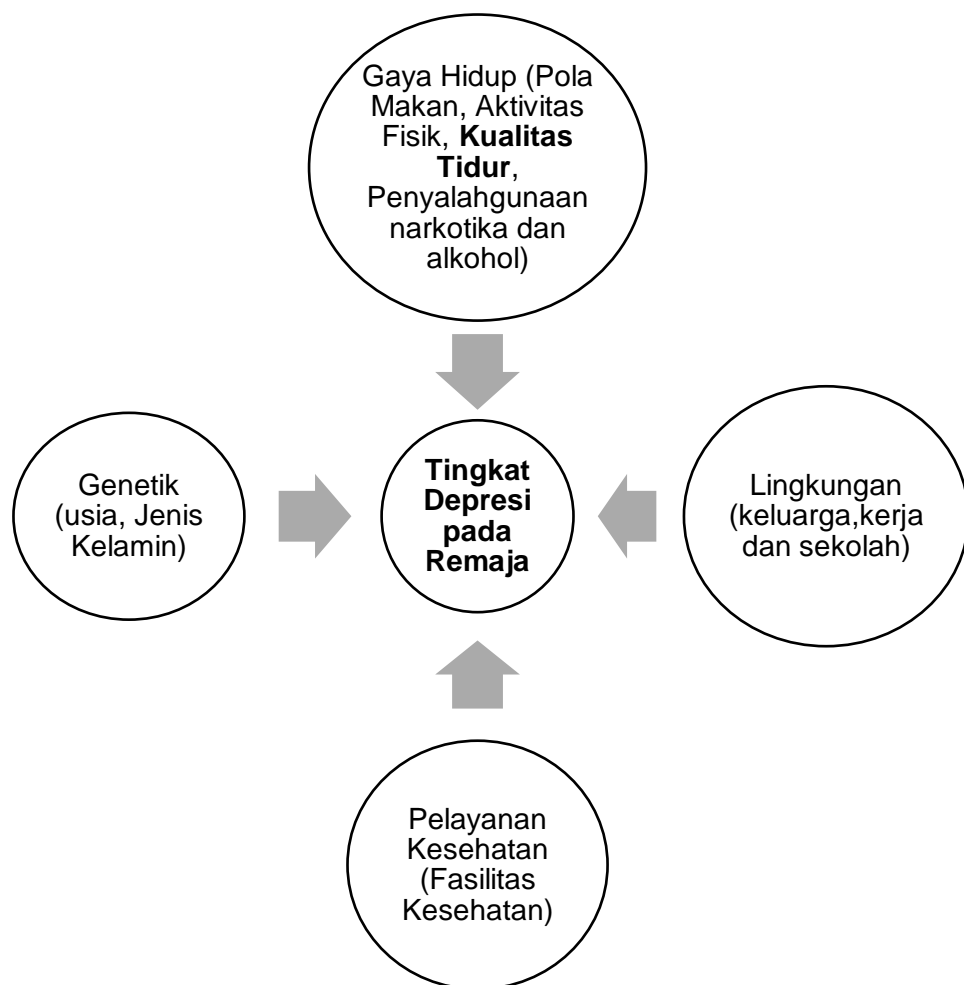 Gaya Hidup (Pola
Makan, Aktivitas
Fisik, Kualitas
Tidur,
Penyalahgunaan
narkotika dan
alkohol)
Genetik
(usia, Jenis
Kelamin)
Tingkat
Depresi
pada
Remaja
Lingkungan
(keluarga,kerja
dan sekolah)
Pelayanan
Kesehatan
(Fasilitas
Kesehatan)